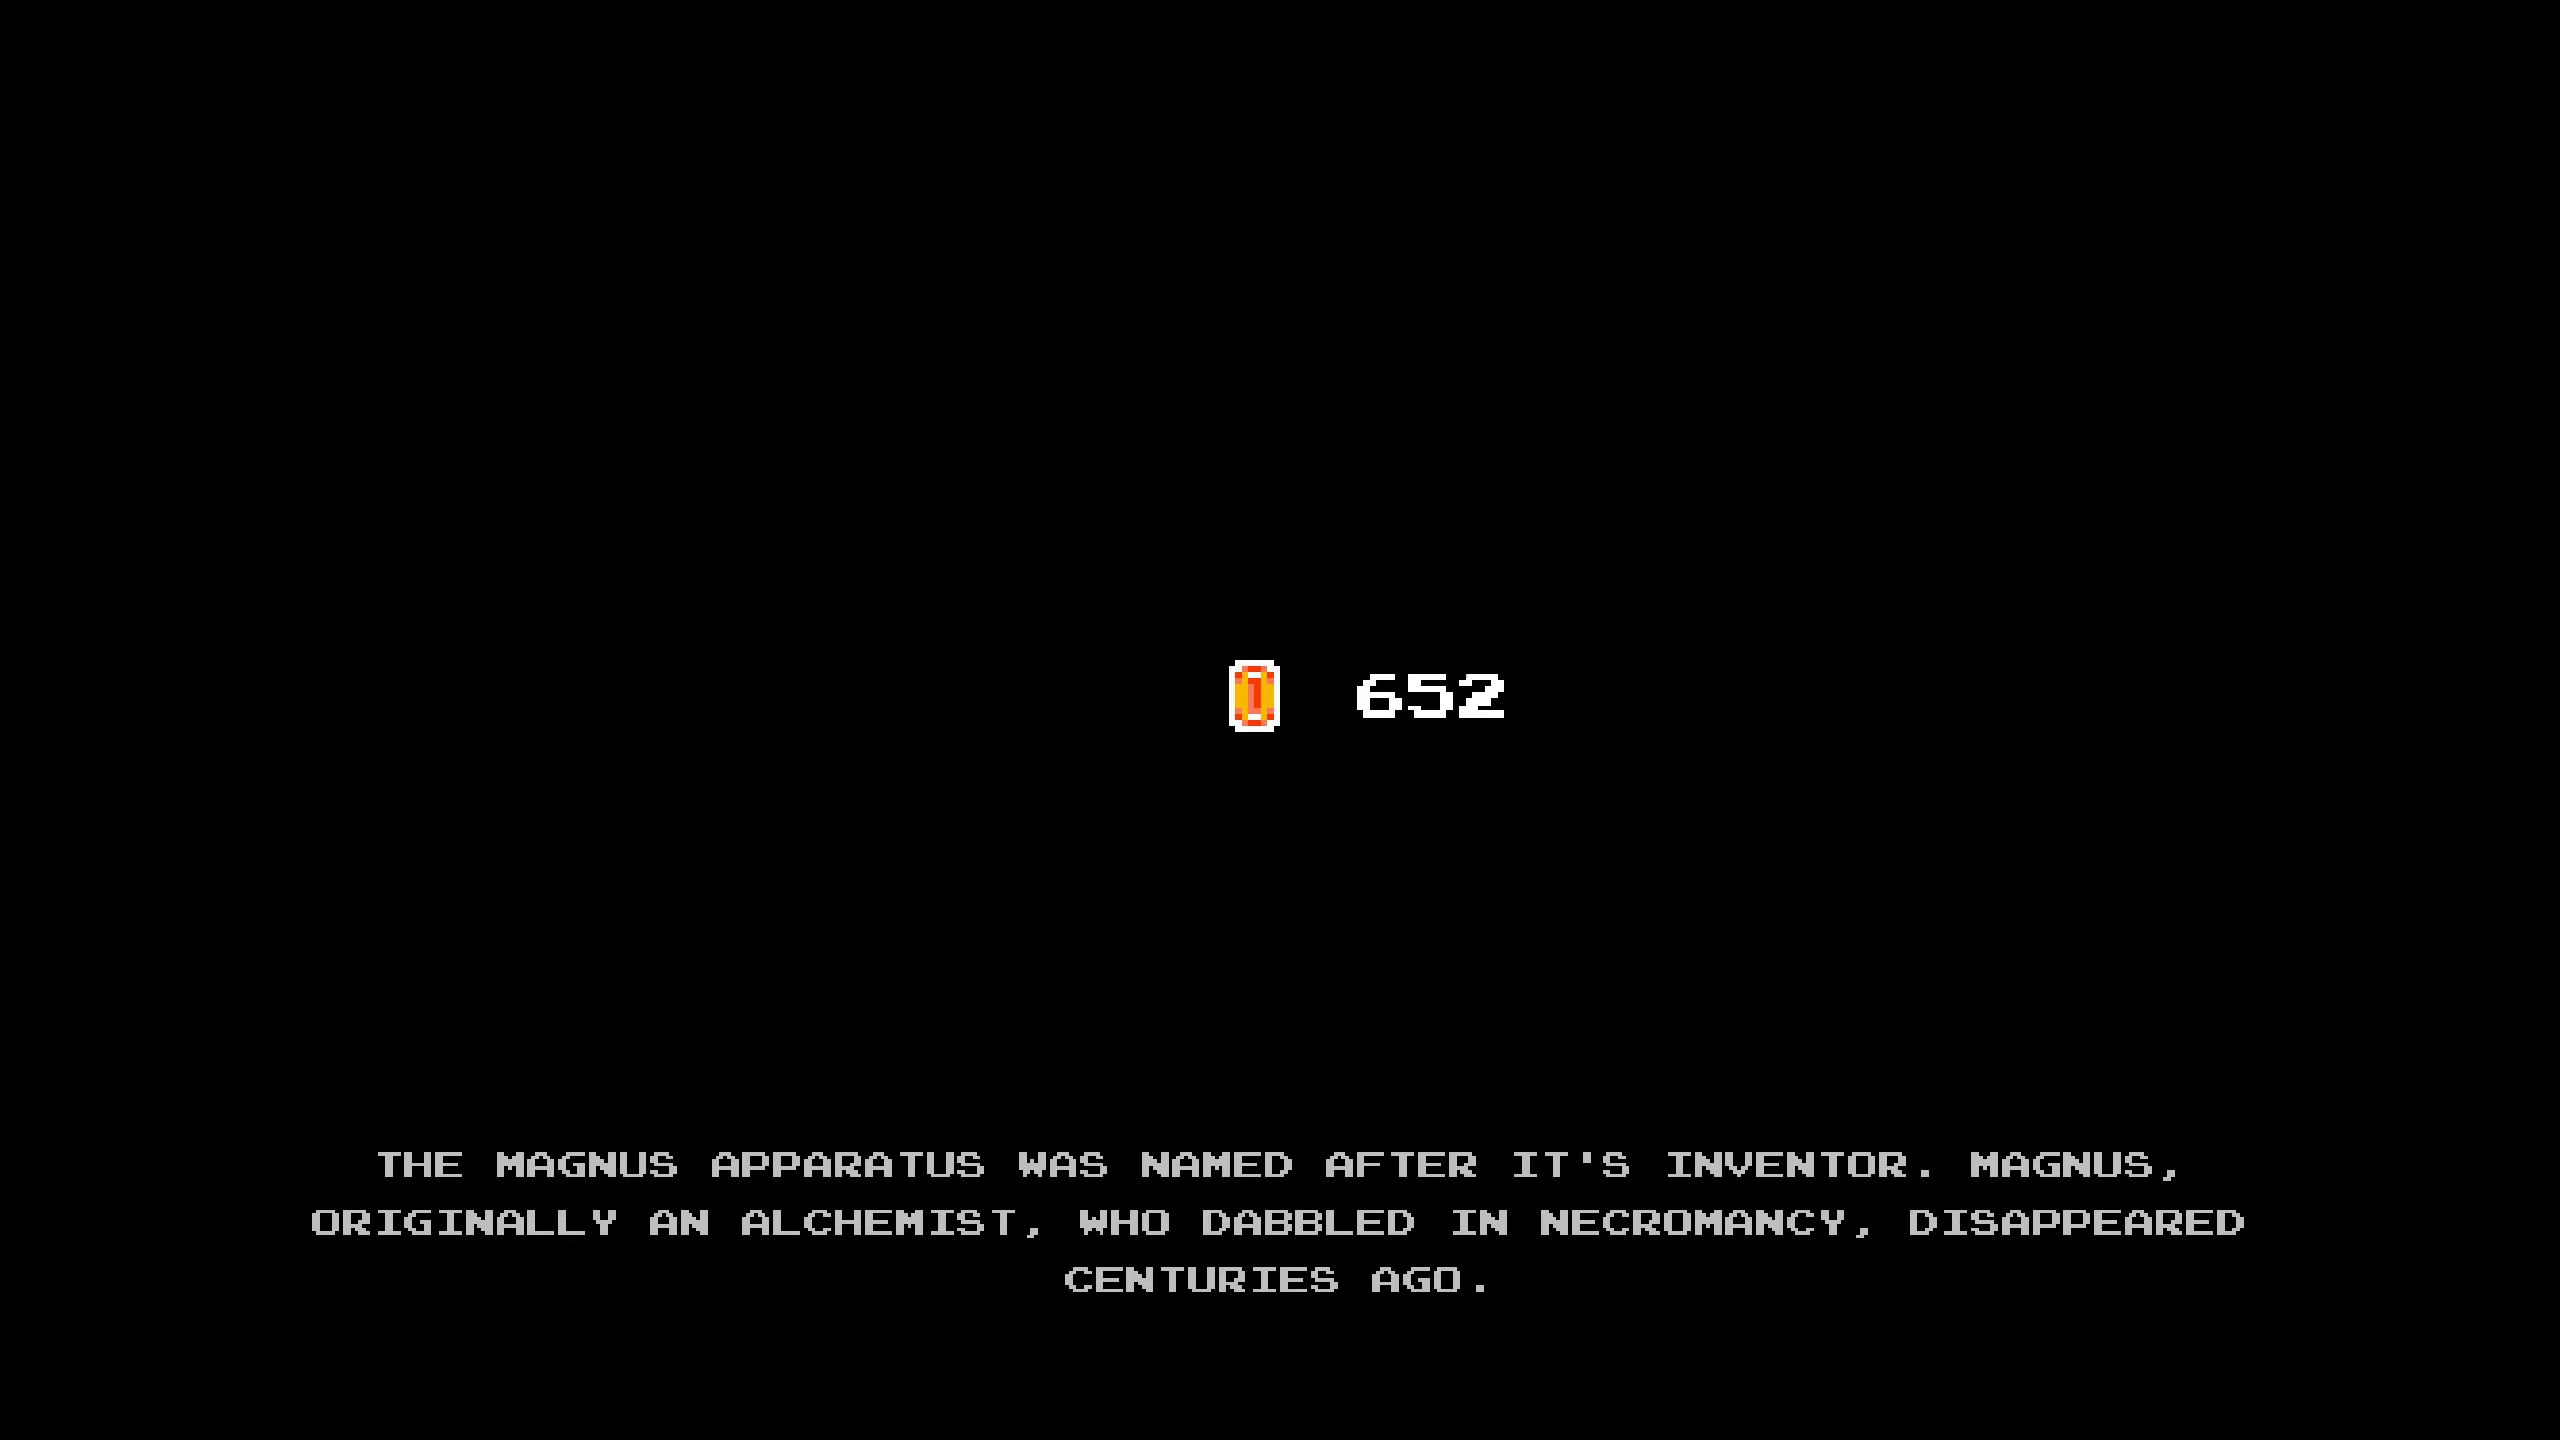 652
THE MAGNUS APPARATUS WAS NAMED AFTER IT'S INVENTOR. MAGNUS,
ORIGINALLY AN ALCHEMIST, WHO DABBLED IN NECROMANCY, DISAPPEARED
CENTURIES AGO.